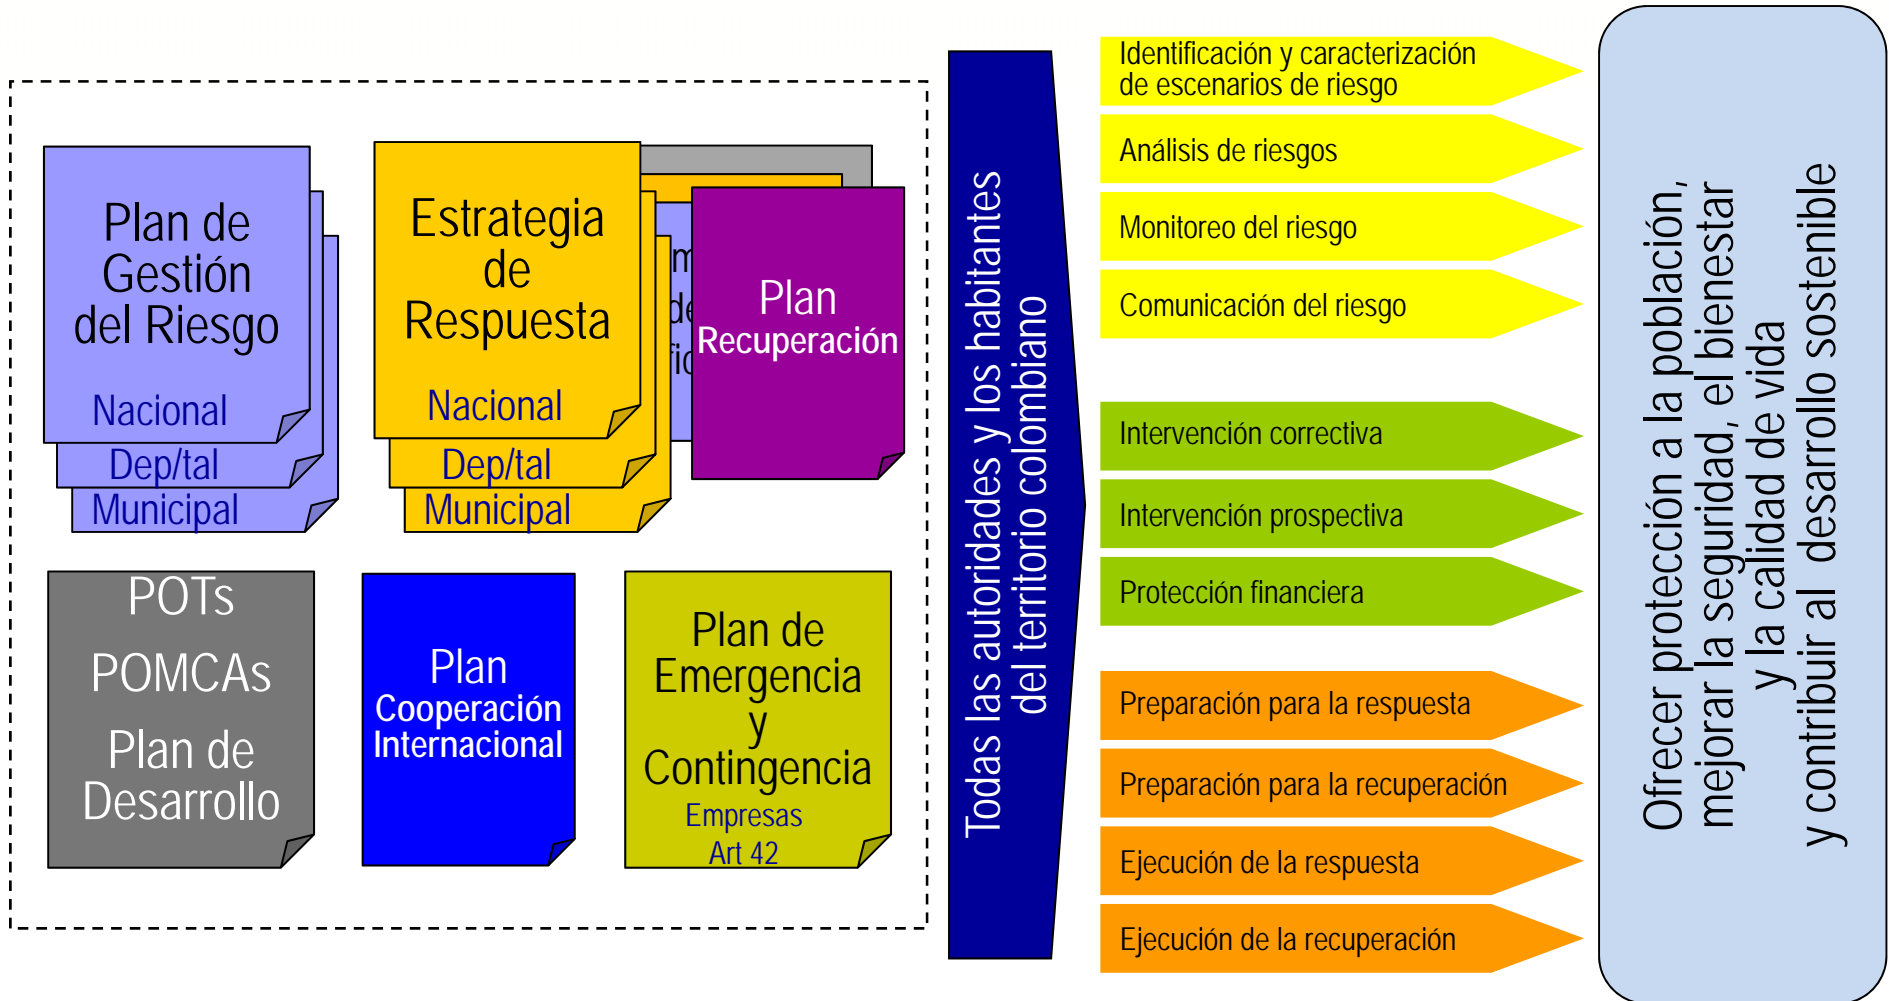 Plan de
Gestión
del Riesgo
Nacional
Dep/tal
Municipal
Estrategia
de
Respuesta
Nacional
Dep/tal
Municipal
Plan
Recuperación
POTs
POMCAs
Plan de
Desarrollo
Plan
Cooperación
Internacional
Plan de
Emergencia
y
Contingencia
Empresas
Art 42
Todas las autoridades y los habitantes
del territorio colombiano
Identificación y caracterización
de escenarios de riesgo
Análisis de riesgos
Monitoreo del riesgo
Comunicación del riesgo
Intervención correctiva
Intervención prospectiva
Protección financiera
Preparación para la respuesta
Preparación para la recuperación
Ejecución de la respuesta
Ejecución de la recuperación
Ofrecer protección a la población,
mejorar la seguridad, el bienestar
y la calidad de vida
y contribuir al desarrollo sostenible